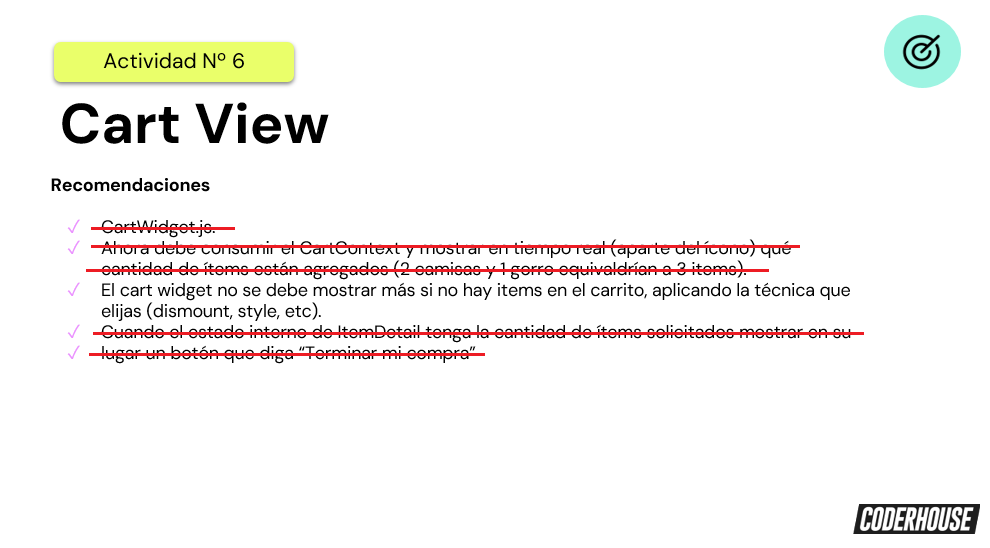 Actividad Nº 6
Cart View
Recomendaciones
✓ CartWidget.js.
✓ Ahora debe consumir el CartContext y mostrar en tiempo real (aparte del ícono) qué
cantidad de ítems están agregados (2 camisas y 1 gorro equivaldrían a 3 items).
✓ El cart widget no se debe mostrar más si no hay items en el carrito, aplicando la técnica que
elijas (dismount, style, etc).
✓ Cuando el estado interno de ItemDetail tenga la cantidad de ítems solicitados mostrar en su
✓ lugar un botón que diga “Terminar mi compra”
CODERHOUSE